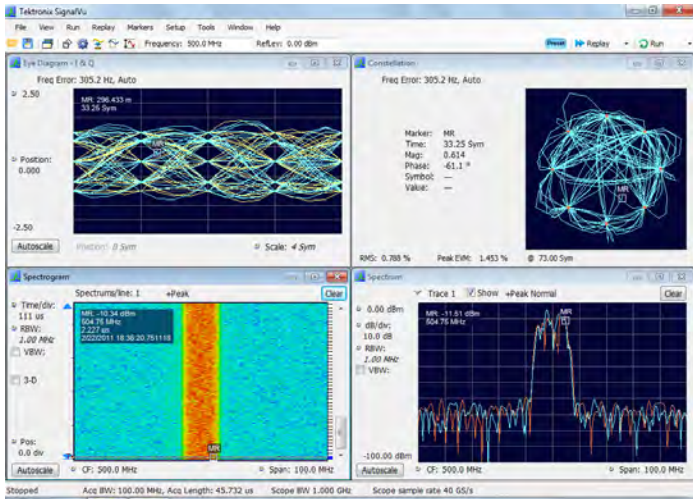 Tektronix SignalVu
File View Run Replay Markers Setup Tools Window Help
Frequency: 500.0 MHz RefLev: 0.00 dBm Preset Replay Run
Eye Diagram - I & Q
Freq Error: 305.2 Hz, Auto
2.50
MR: 296.433 m
33.25 Sym
MR
Position:
0.000
-2.50
Autoscale Position: 0 Sym Scale: 4 Sym
Constellation
Freq Error: 305.2 Hz, Auto
Marker: MR
Time: 33.25 Sym
Mag: 0.614
Phase: -61.1 °
Symbol: —
Value: —
MR
RMS: 0.788 % Peak EVM: 1.453 % @ 73.00 Sym
Spectrogram
Spectrums/line: 1 +Peak Clear
Time/div:
111 us
RBW:
1.00 MHz
VBW:
3-D
Pos:
0.0 div
MR: -10.34 dBm
504.75 MHz
2.227 us
2/22/2011 18:36:20.751118
MR
Autoscale CF: 500.0 MHz Span: 100.0 MHz
Spectrum
Trace 1 Show +Peak Normal Clear
0.00 dBm
dB/div:
10.0 dB
RBW:
1.00 MHz
VBW:
-100.00 dBm
MR: -11.51 dBm
504.75 MHz
MR
Autoscale CF: 500.0 MHz Span: 100.0 MHz
Stopped Acq BW: 100.00 MHz, Acq Length: 45.732 us Scope BW 1.000 GHz Scope sample rate 40 GS/s